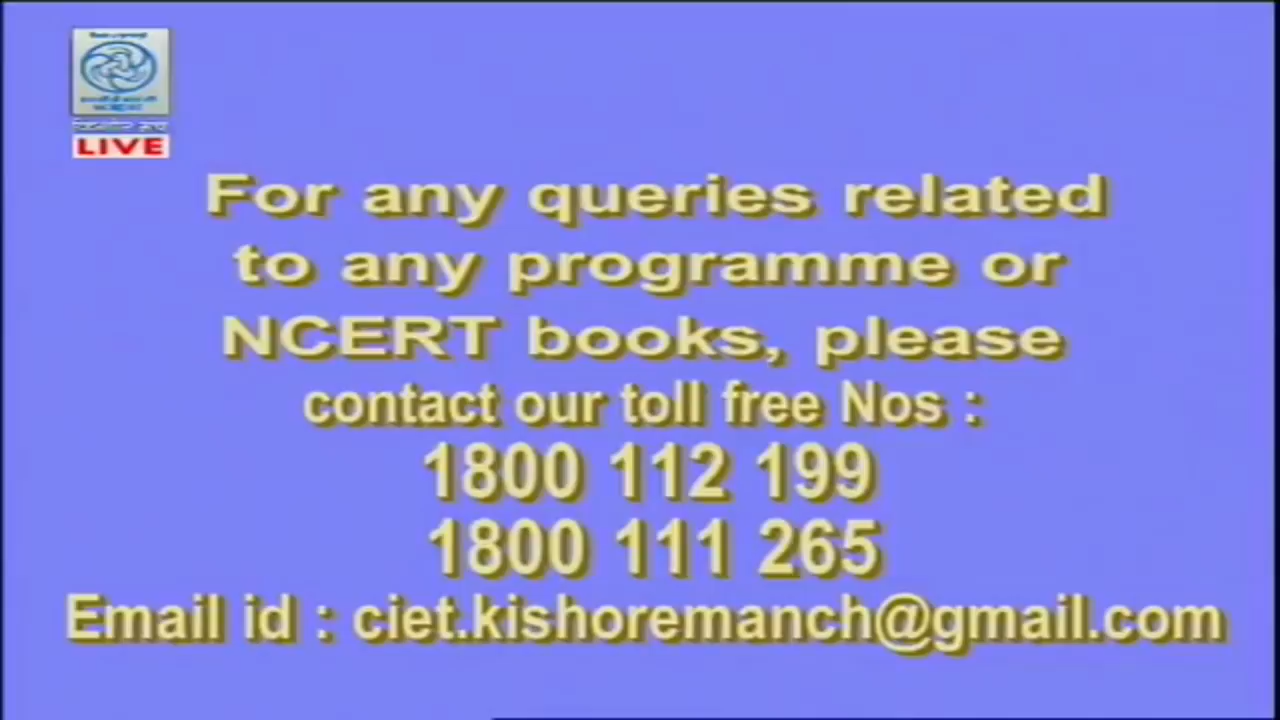 LIVE
For any queries related
to any programme or
NCERT books, please
contact our toll free Nos :
1800 112 199
1800 111 265
Email id : ciet.kishoremanch@gmail.com